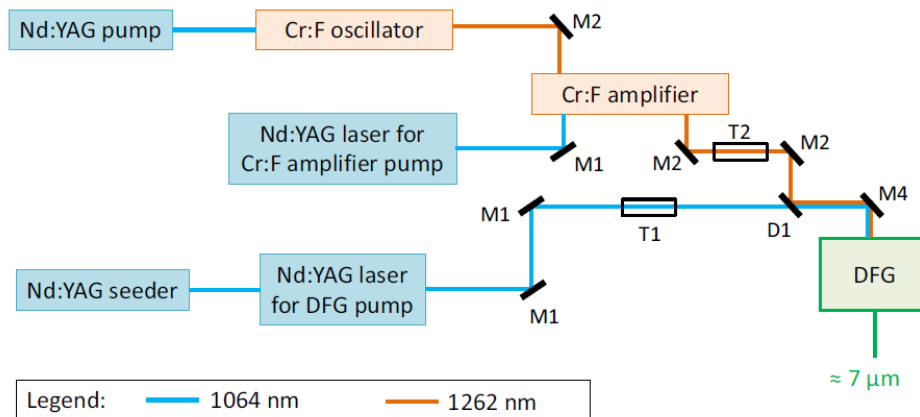 Nd:YAG pump
Cr:F oscillator
M2
Cr:F amplifier
Nd:YAG laser for
Cr:F amplifier pump
M1
M2
T2
M2
M1
T1
D1
M4
Nd:YAG seeder
Nd:YAG laser
for DFG pump
M1
DFG
≈ 7 μm
Legend:
1064 nm
1262 nm